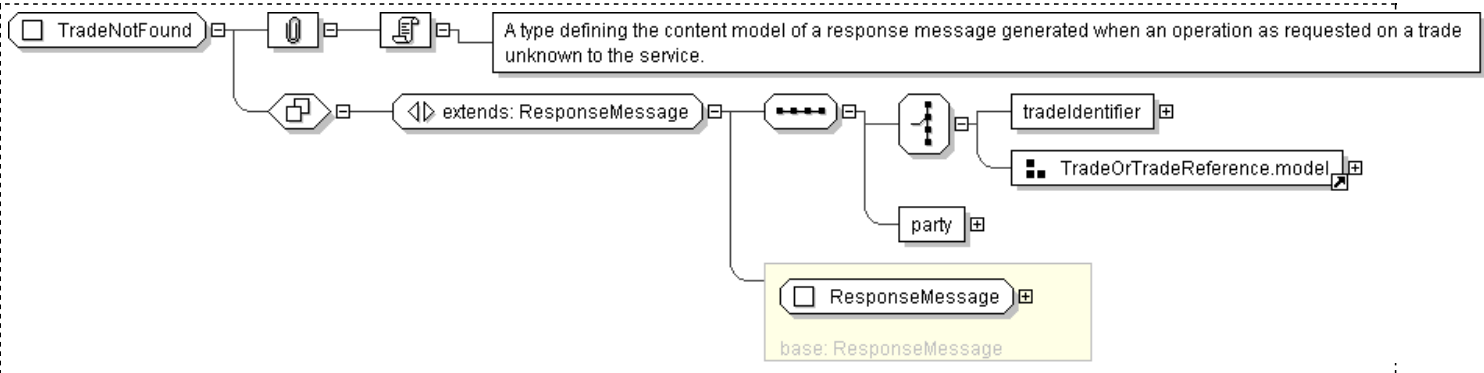 TradeNotFound
A type defining the content model of a response message generated when an operation as requested on a trade
unknown to the service.
extends: ResponseMessage
tradeIdentifier
TradeOrTradeReference.model
party
ResponseMessage
base: ResponseMessage